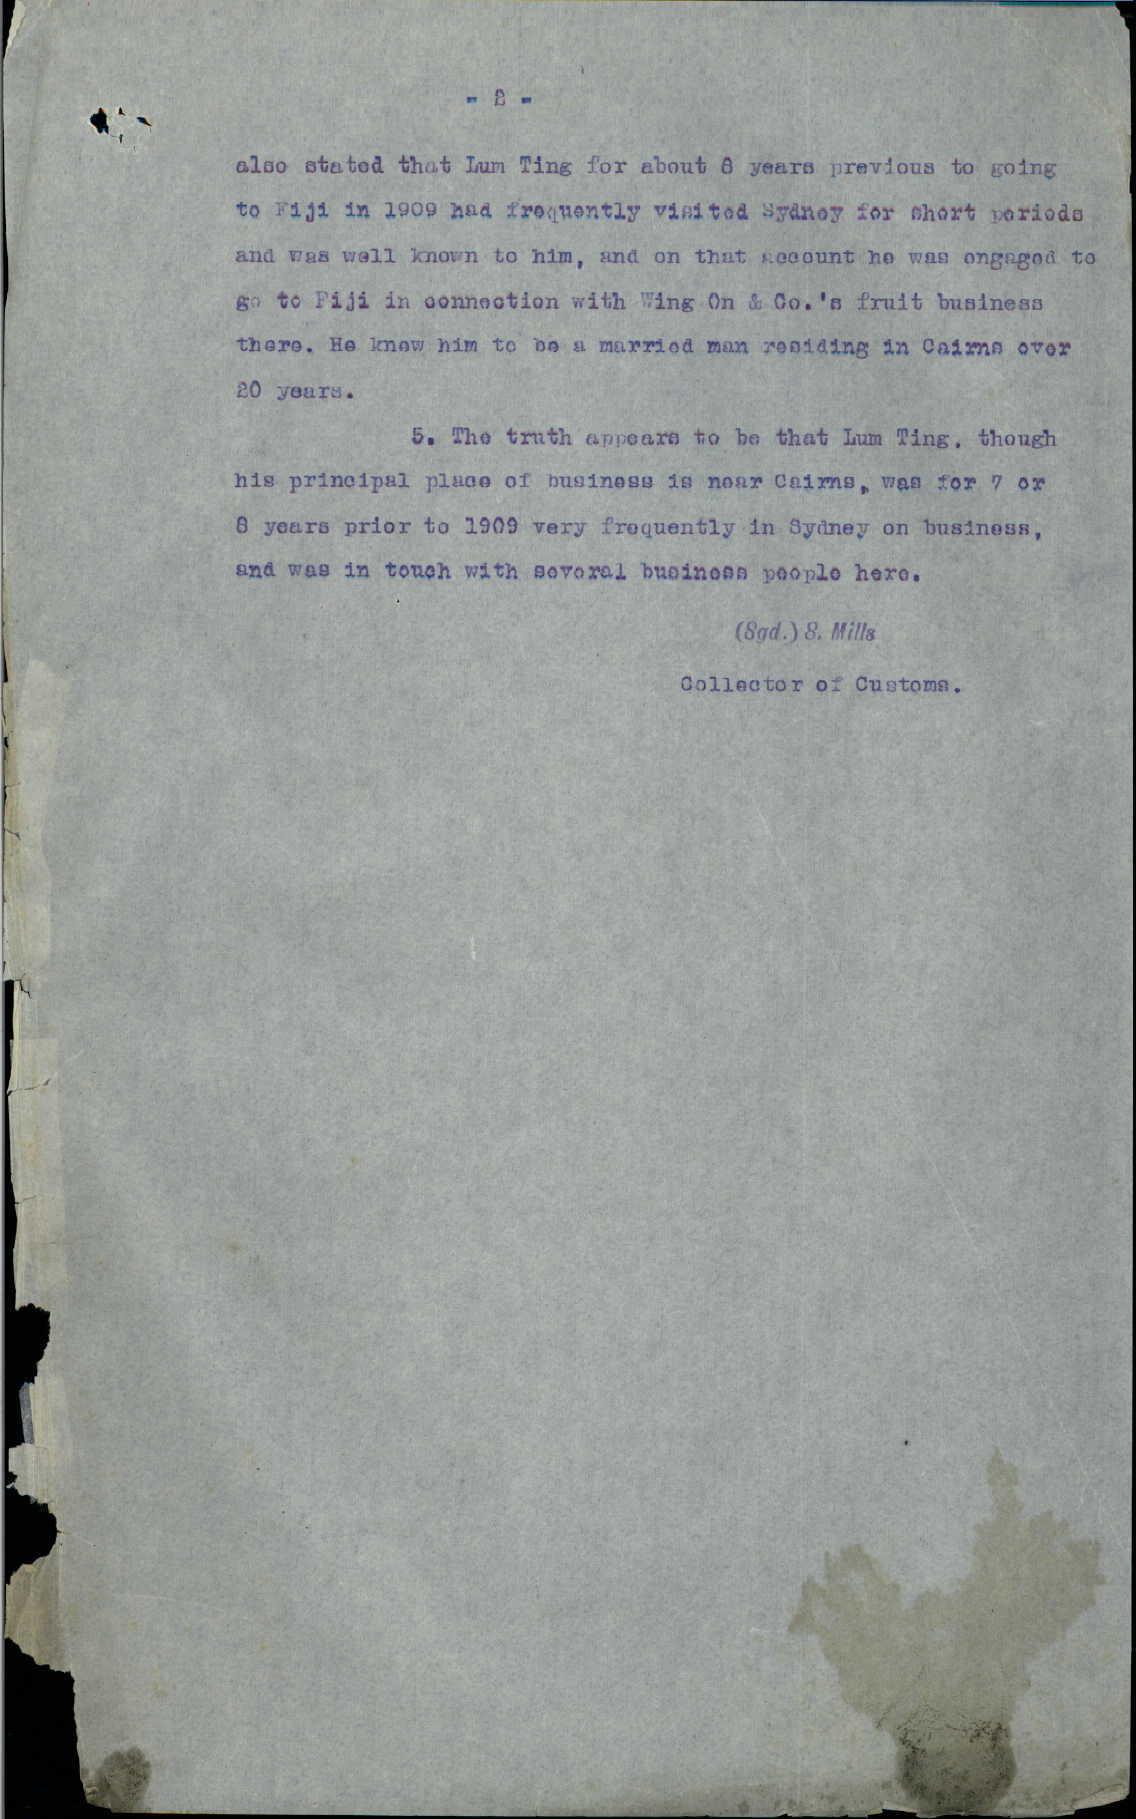 - 2 -
also stated that Lum Ting for about 8 years previous to going
to Fiji in 1909 had frequently visited Sydney for short periods
and was well known to him, and on that account he was engaged to
go to Fiji in connection with Wing On & Co.'s fruit business
there. He knew him to be a married man residing in Cairns over
20 years.
5. The truth appears to be that Lum Ting, though
his principal place of business is near Cairns, was for 7 or
8 years prior to 1909 very frequently in Sydney on business,
and was in touch with several business people here.
(Sgd.) S. Mills
Collector of Customs.